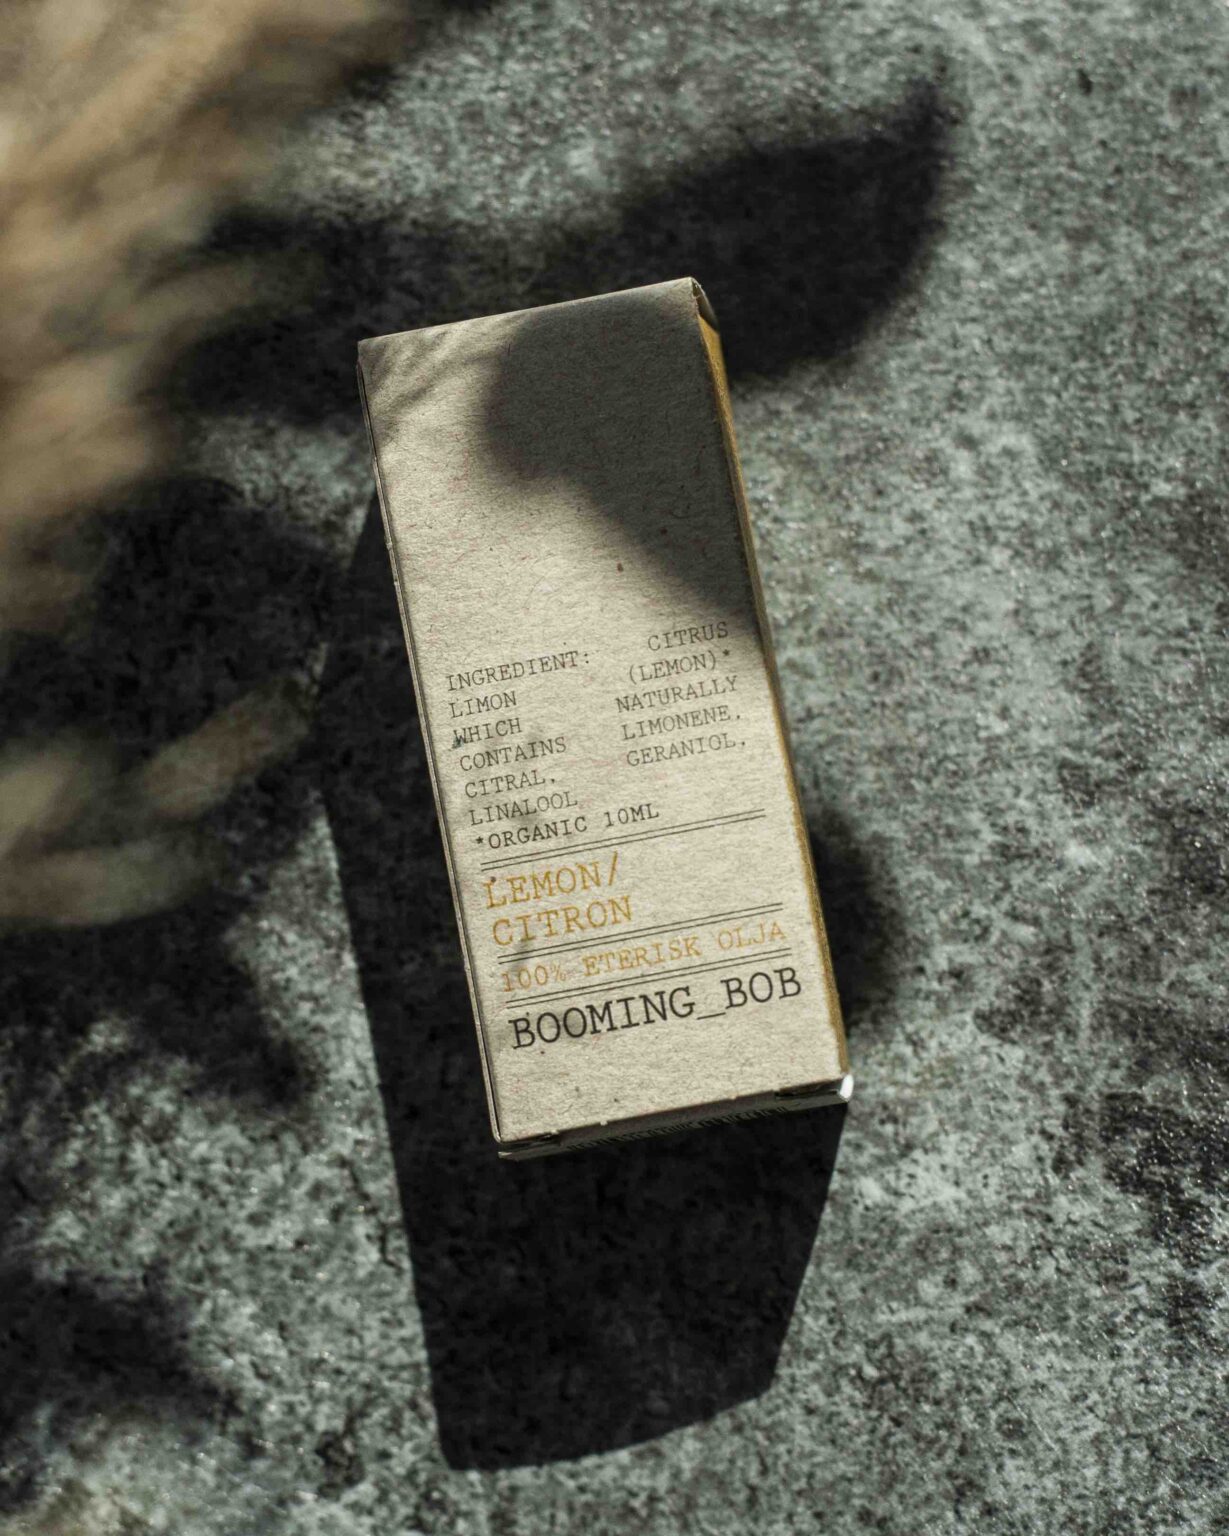 INGREDIENT: CITRUS
LIMON (LEMON)*
WHICH NATURALLY
CONTAINS LIMONENE,
CITRAL, GERANIOL,
LINALOOL
*ORGANIC 10ML
LEMON/
CITRON
100% ETERISK OLJA
BOOMING_BOB